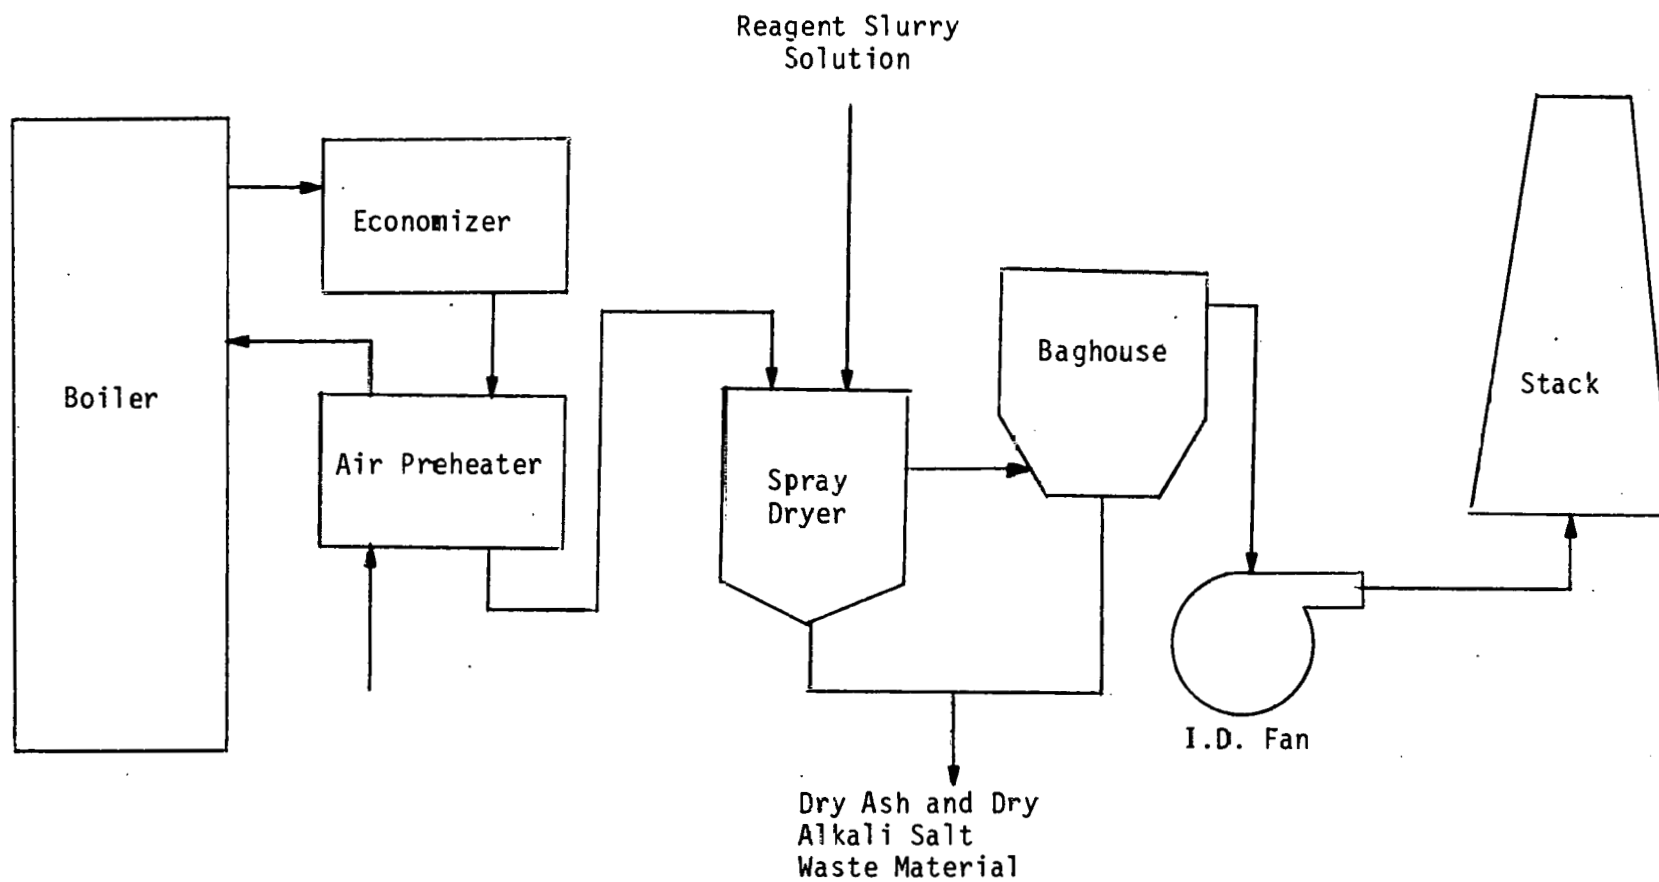 Reagent Slurry
Solution
Economizer
Boiler
Air Preheater
Spray
Dryer
Baghouse
Stack
I.D. Fan
Dry Ash and Dry
Alkali Salt
Waste Material